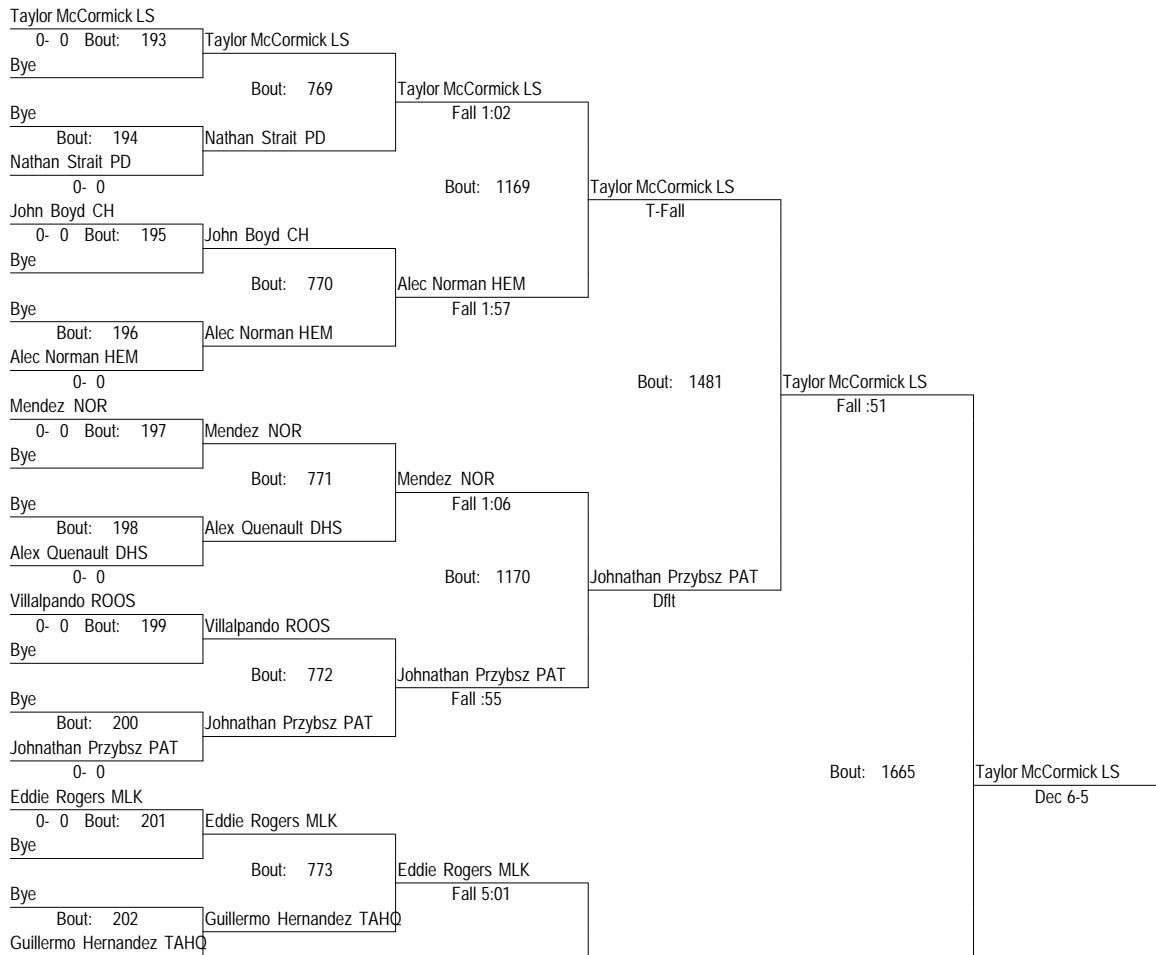 Taylor McCormick LS
0- 0 Bout: 193 Taylor McCormick LS
Bye
Bout: 769 Taylor McCormick LS
Bye Fall 1:02
Bout: 194 Nathan Strait PD
Nathan Strait PD
0- 0 Bout: 1169 Taylor McCormick LS
John Boyd CH T-Fall
0- 0 Bout: 195 John Boyd CH
Bye
Bout: 770 Alec Norman HEM
Bye Fall 1:57
Bout: 196 Alec Norman HEM
Alec Norman HEM
0- 0 Bout: 1481 Taylor McCormick LS
Mendez NOR Fall :51
0- 0 Bout: 197 Mendez NOR
Bye
Bout: 771 Mendez NOR
Bye Fall 1:06
Bout: 198 Alex Quenault DHS
Alex Quenault DHS
0- 0 Bout: 1170 Johnathan Przybsz PAT
Villalpando ROOS Dflt
0- 0 Bout: 199 Villalpando ROOS
Bye
Bout: 772 Johnathan Przybsz PAT
Bye Fall :55
Bout: 200 Johnathan Przybsz PAT
Johnathan Przybsz PAT
0- 0 Bout: 1665 Taylor McCormick LS
Eddie Rogers MLK Dec 6-5
0- 0 Bout: 201 Eddie Rogers MLK
Bye
Bout: 773 Eddie Rogers MLK
Bye Fall 5:01
Bout: 202 Guillermo Hernandez TAHQ
Guillermo Hernandez TAHQ